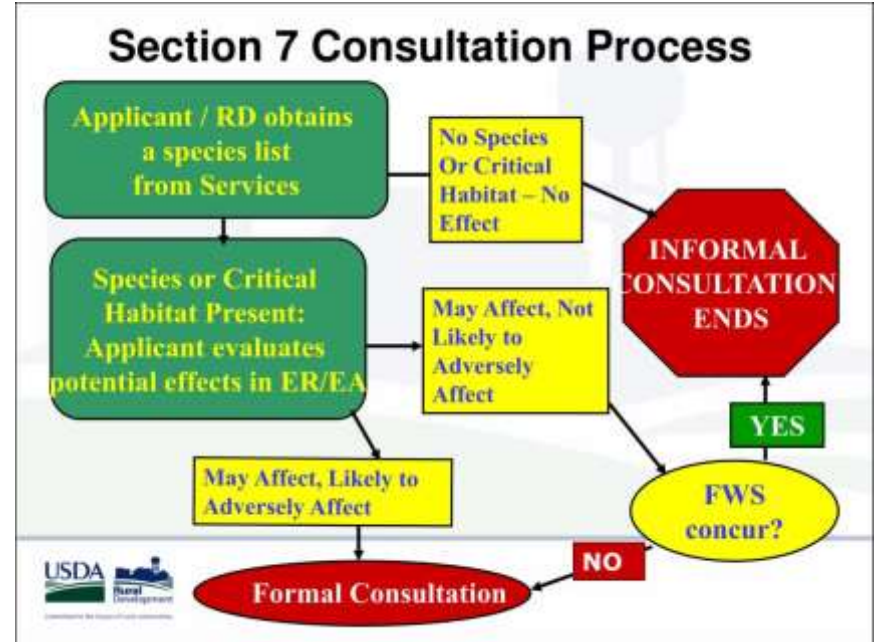 Section 7 Consultation Process
Applicant / RD obtains
a species list
from Services
No Species
Or Critical
Habitat – No
Effect
INFORMAL
CONSULTATION
ENDS
Species or Critical
Habitat Present:
Applicant evaluates
potential effects in ER/EA
May Affect, Not
Likely to
Adversely
Affect
YES
May Affect, Likely to
Adversely Affect
FWS
concur?
NO
Formal Consultation
USDA
Rural
Development